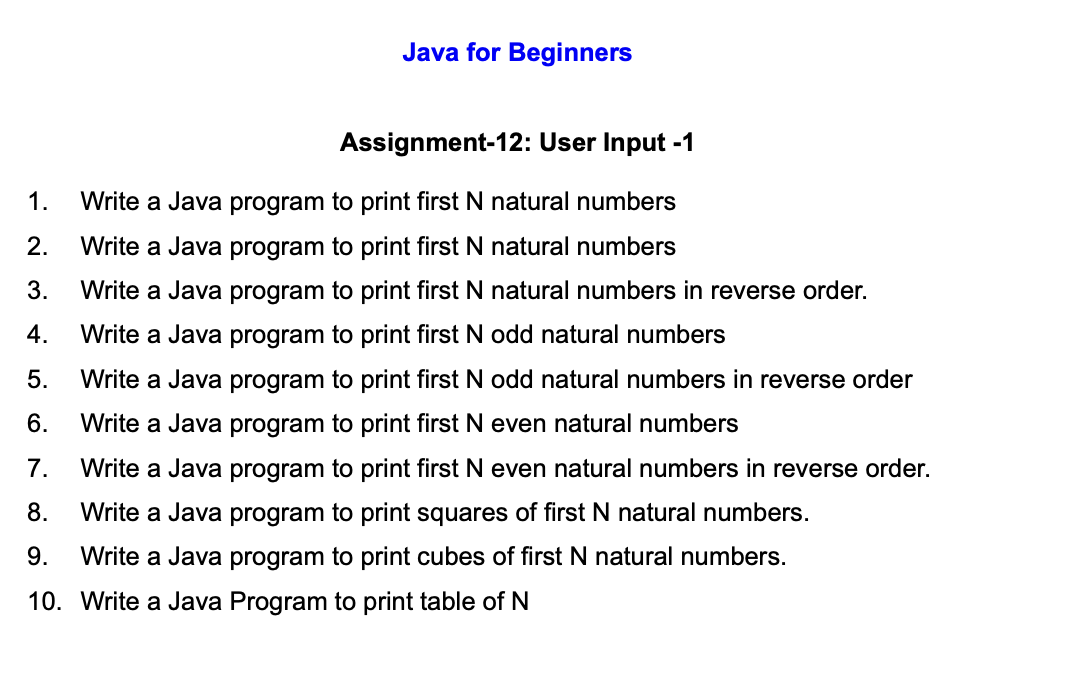 Java for Beginners
Assignment-12: User Input -1
1. Write a Java program to print first N natural numbers
2. Write a Java program to print first N natural numbers
3. Write a Java program to print first N natural numbers in reverse order.
4. Write a Java program to print first N odd natural numbers
5. Write a Java program to print first N odd natural numbers in reverse order
6. Write a Java program to print first N even natural numbers
7. Write a Java program to print first N even natural numbers in reverse order.
8. Write a Java program to print squares of first N natural numbers.
9. Write a Java program to print cubes of first N natural numbers.
10. Write a Java Program to print table of N